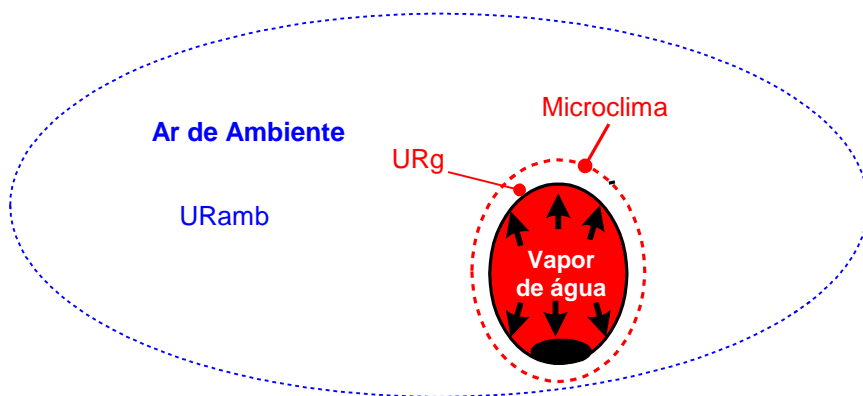 Microclima
Ar de Ambiente
URg
URamb
Vapor
de água